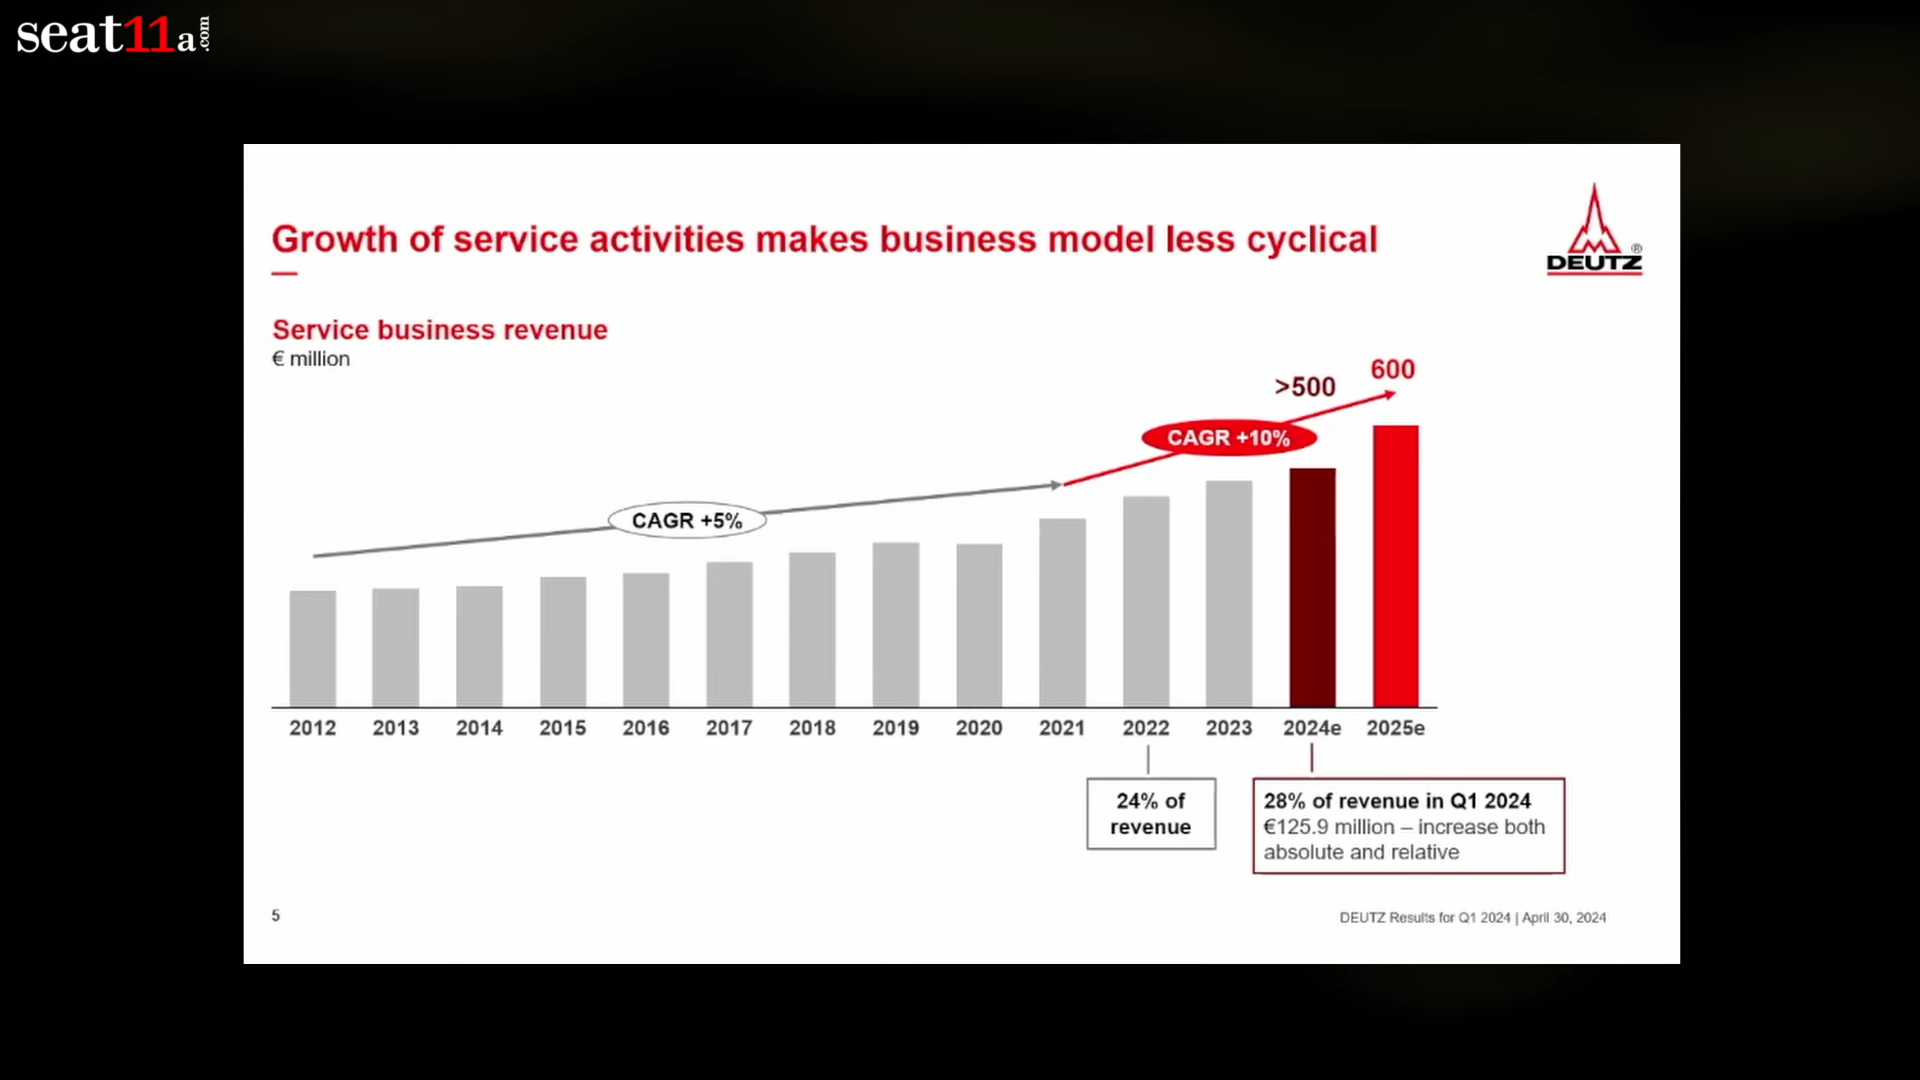 seat11a.com
Growth of service activities makes business model less cyclical
DEUTZ®
Service business revenue
€ million
>500
600
CAGR +10%
CAGR +5%
2012 2013 2014 2015 2016 2017 2018 2019 2020 2021 2022 2023 2024e 2025e
24% of
revenue
28% of revenue in Q1 2024
€125.9 million – increase both
absolute and relative
5
DEUTZ Results for Q1 2024 | April 30, 2024